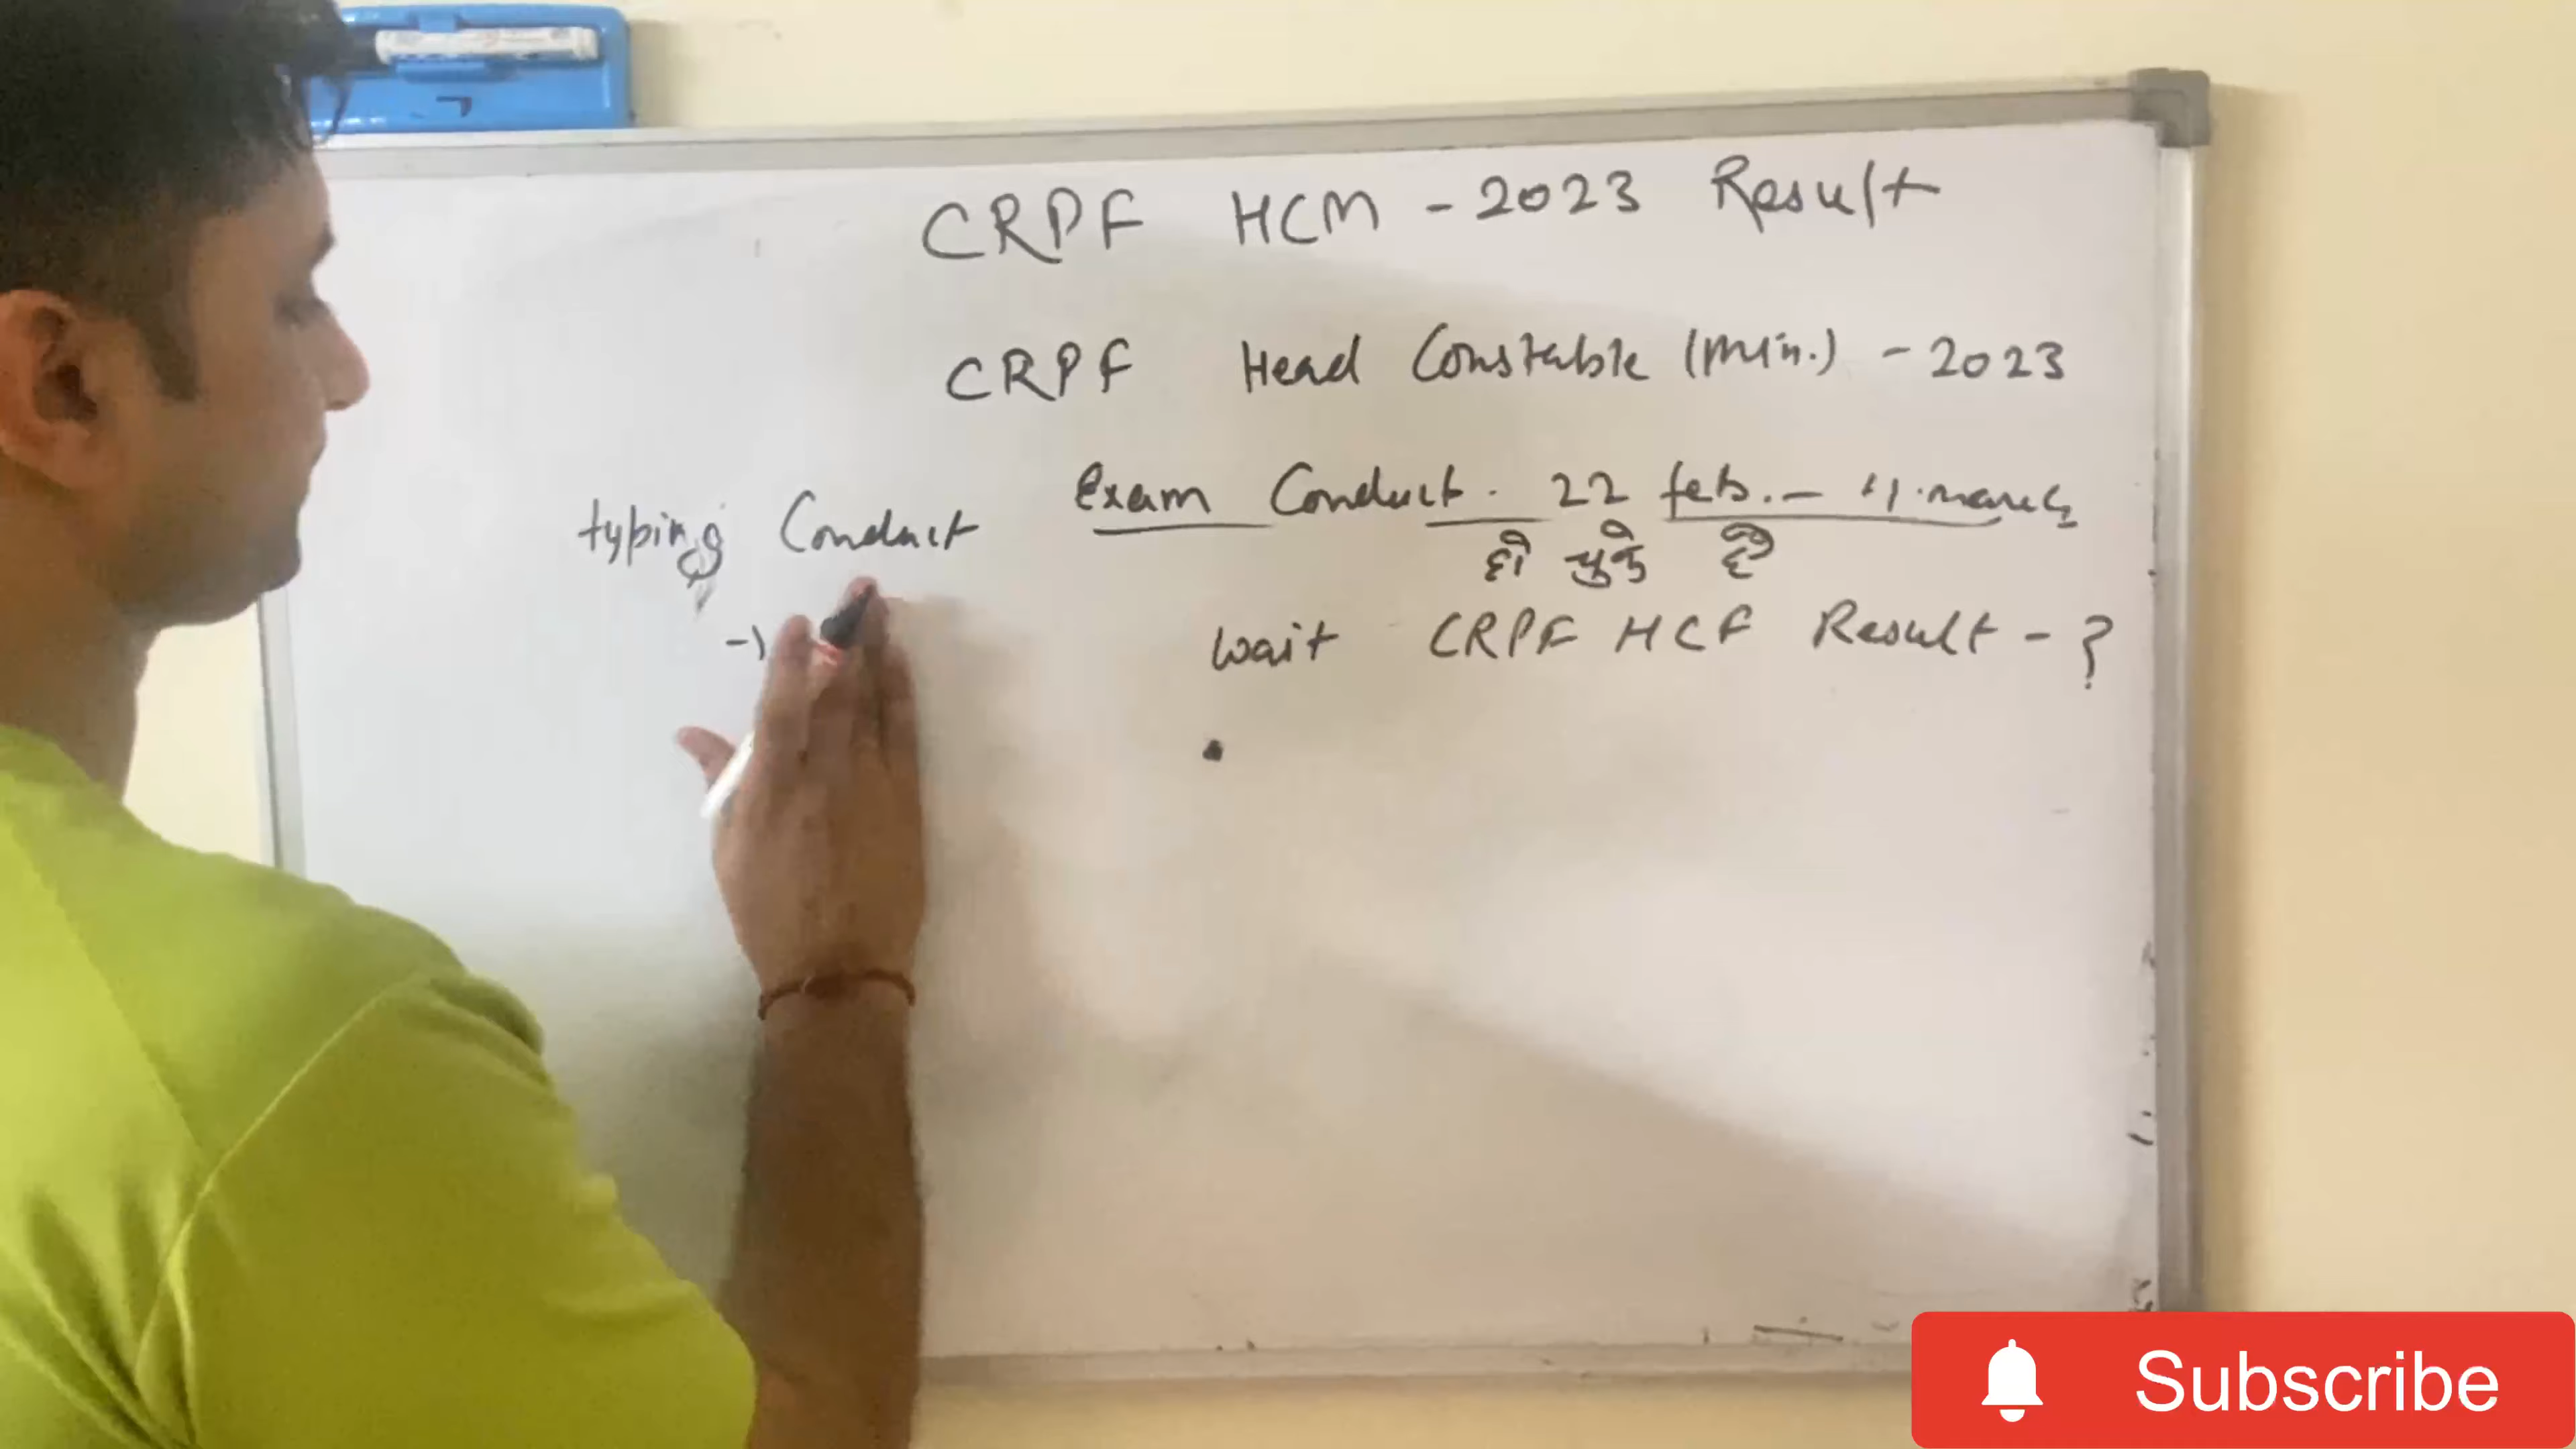 CRPF HCM - 2023 Result
CRPF Head Constable (Min.) - 2023
Exam Conduct. 22 feb. - 11 march
हो चुके है
typing Conduct
wait CRPF HCF Result - ?
Subscribe